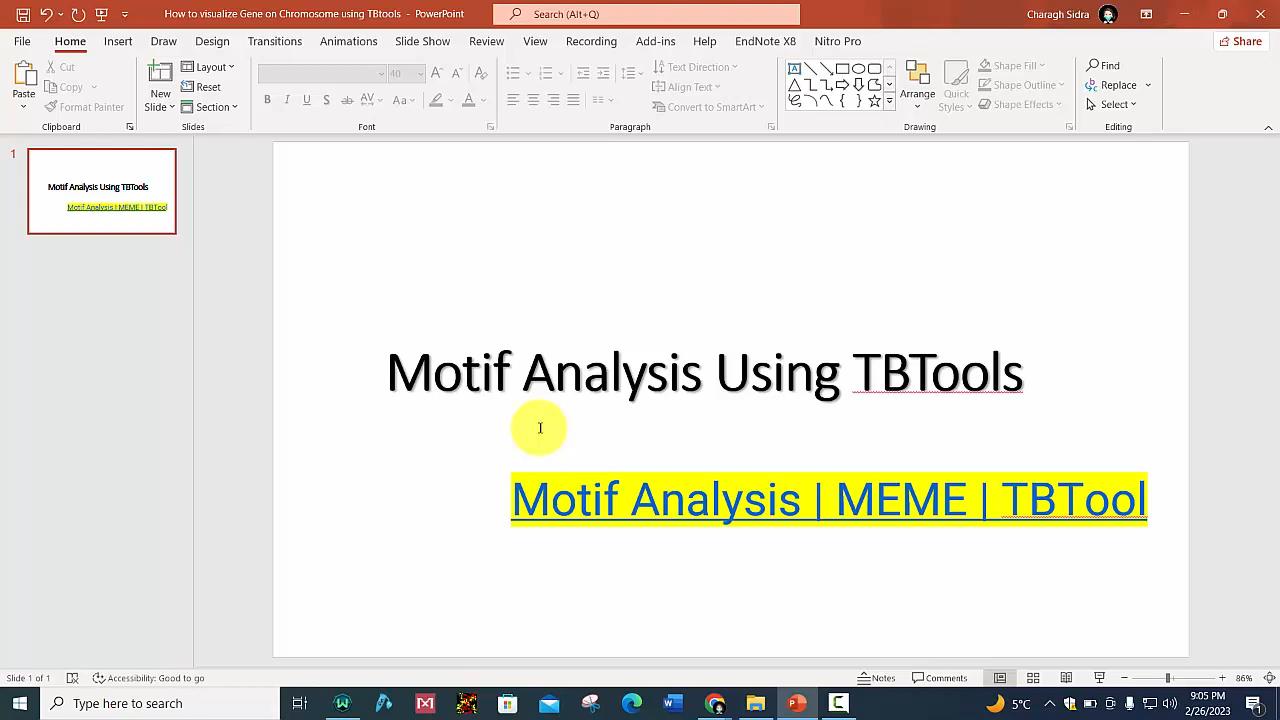 How to visualize Gene on Chromosome using TBtools - PowerPoint
Search (Alt+Q)
Charagh Sidra
File Home Insert Draw Design Transitions Animations Slide Show Review View Recording Add-ins Help EndNote X8 Nitro Pro
Share
Paste
Cut
Copy
Format Painter
Clipboard
New Slide
Layout
Reset
Section
Slides
40
B I U S ab AV Aa A
Font
Text Direction
Align Text
Convert to SmartArt
Paragraph
Arrange
Quick Styles
Shape Fill
Shape Outline
Shape Effects
Drawing
Find
Replace
Select
Editing
1
Motif Analysis Using TBTools
Motif Analysis | MEME | TBTool
Motif Analysis Using TBTools
Motif Analysis | MEME | TBTool
Slide 1 of 1
Accessibility: Good to go
Notes
Comments
86%
Type here to search
5°C
9:05 PM
2/26/2023